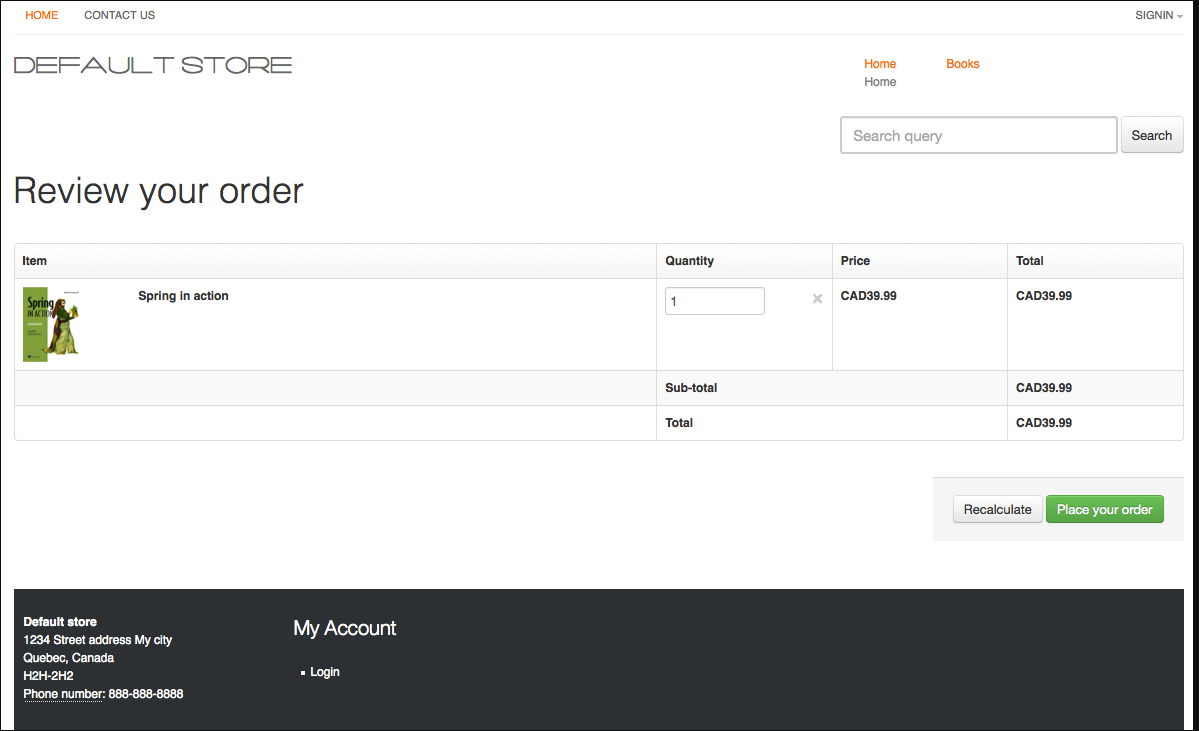 HOME CONTACT US SIGNIN
DEFAULT STORE
Home Books
Home
Search query Search
Review your order
Item Quantity Price Total
Spring in action 1 × CAD39.99 CAD39.99
Spring
IN ACTION
Sub-total CAD39.99
Total CAD39.99
Recalculate Place your order
Default store
1234 Street address My city
Quebec, Canada
H2H-2H2
Phone number: 888-888-8888
My Account
Login